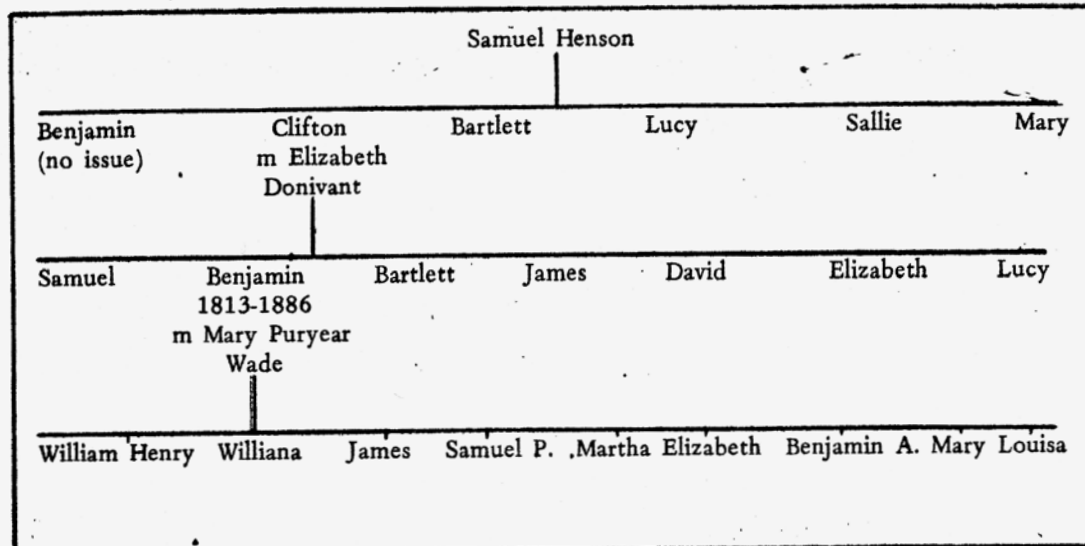 Samuel Henson
Benjamin Clifton Bartlett Lucy Sallie Mary
(no issue) m Elizabeth
Donivant
Samuel Benjamin Bartlett James David Elizabeth Lucy
1813-1886
m Mary Puryear
Wade
William Henry Williana James Samuel P. Martha Elizabeth Benjamin A. Mary Louisa